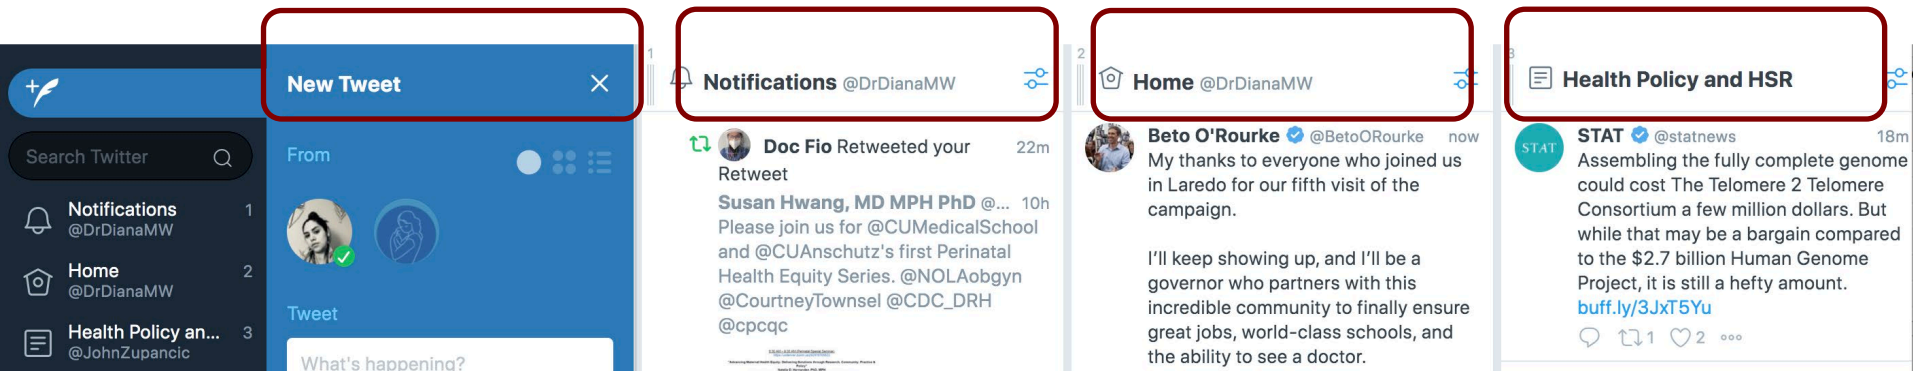 Search Twitter
Notifications 1
@DrDianaMW
Home 2
@DrDianaMW
Health Policy an... 3
@JohnZupancic
New Tweet
From
Tweet
What's happening?
1
Notifications @DrDianaMW
Doc Fio Retweeted your 22m
Retweet
Susan Hwang, MD MPH PhD @... 10h
Please join us for @CUMedicalSchool
and @CUAnschutz's first Perinatal
Health Equity Series. @NOLAobgyn
@CourtneyTownsel @CDC_DRH
@cpcqc
2
Home @DrDianaMW
Beto O'Rourke @BetoORourke now
My thanks to everyone who joined us
in Laredo for our fifth visit of the
campaign.
I'll keep showing up, and I'll be a
governor who partners with this
incredible community to finally ensure
great jobs, world-class schools, and
the ability to see a doctor.
3
Health Policy and HSR
STAT
STAT @statnews 18m
Assembling the fully complete genome
could cost The Telomere 2 Telomere
Consortium a few million dollars. But
while that may be a bargain compared
to the $2.7 billion Human Genome
Project, it is still a hefty amount.
buff.ly/3JxT5Yu
1 2